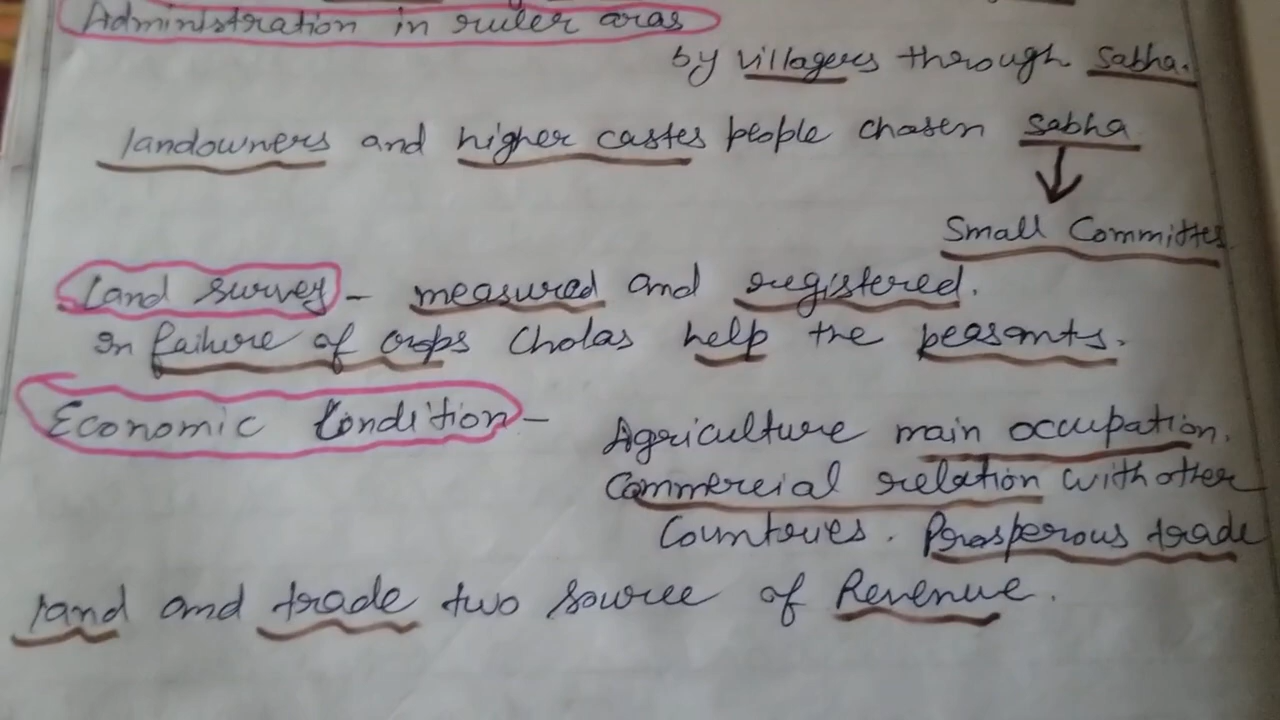 Administration in ruler aras
by villagers through Sabha.
landowners and higher castes people chosen sabha
Small Committes
Land survey - measured and registered.
In failure of crops Cholas help the peasants.
Economic Condition - Agriculture main occupation.
Commercial relation with other
Countries. Prosperous trade
land and trade two source of Revenue.